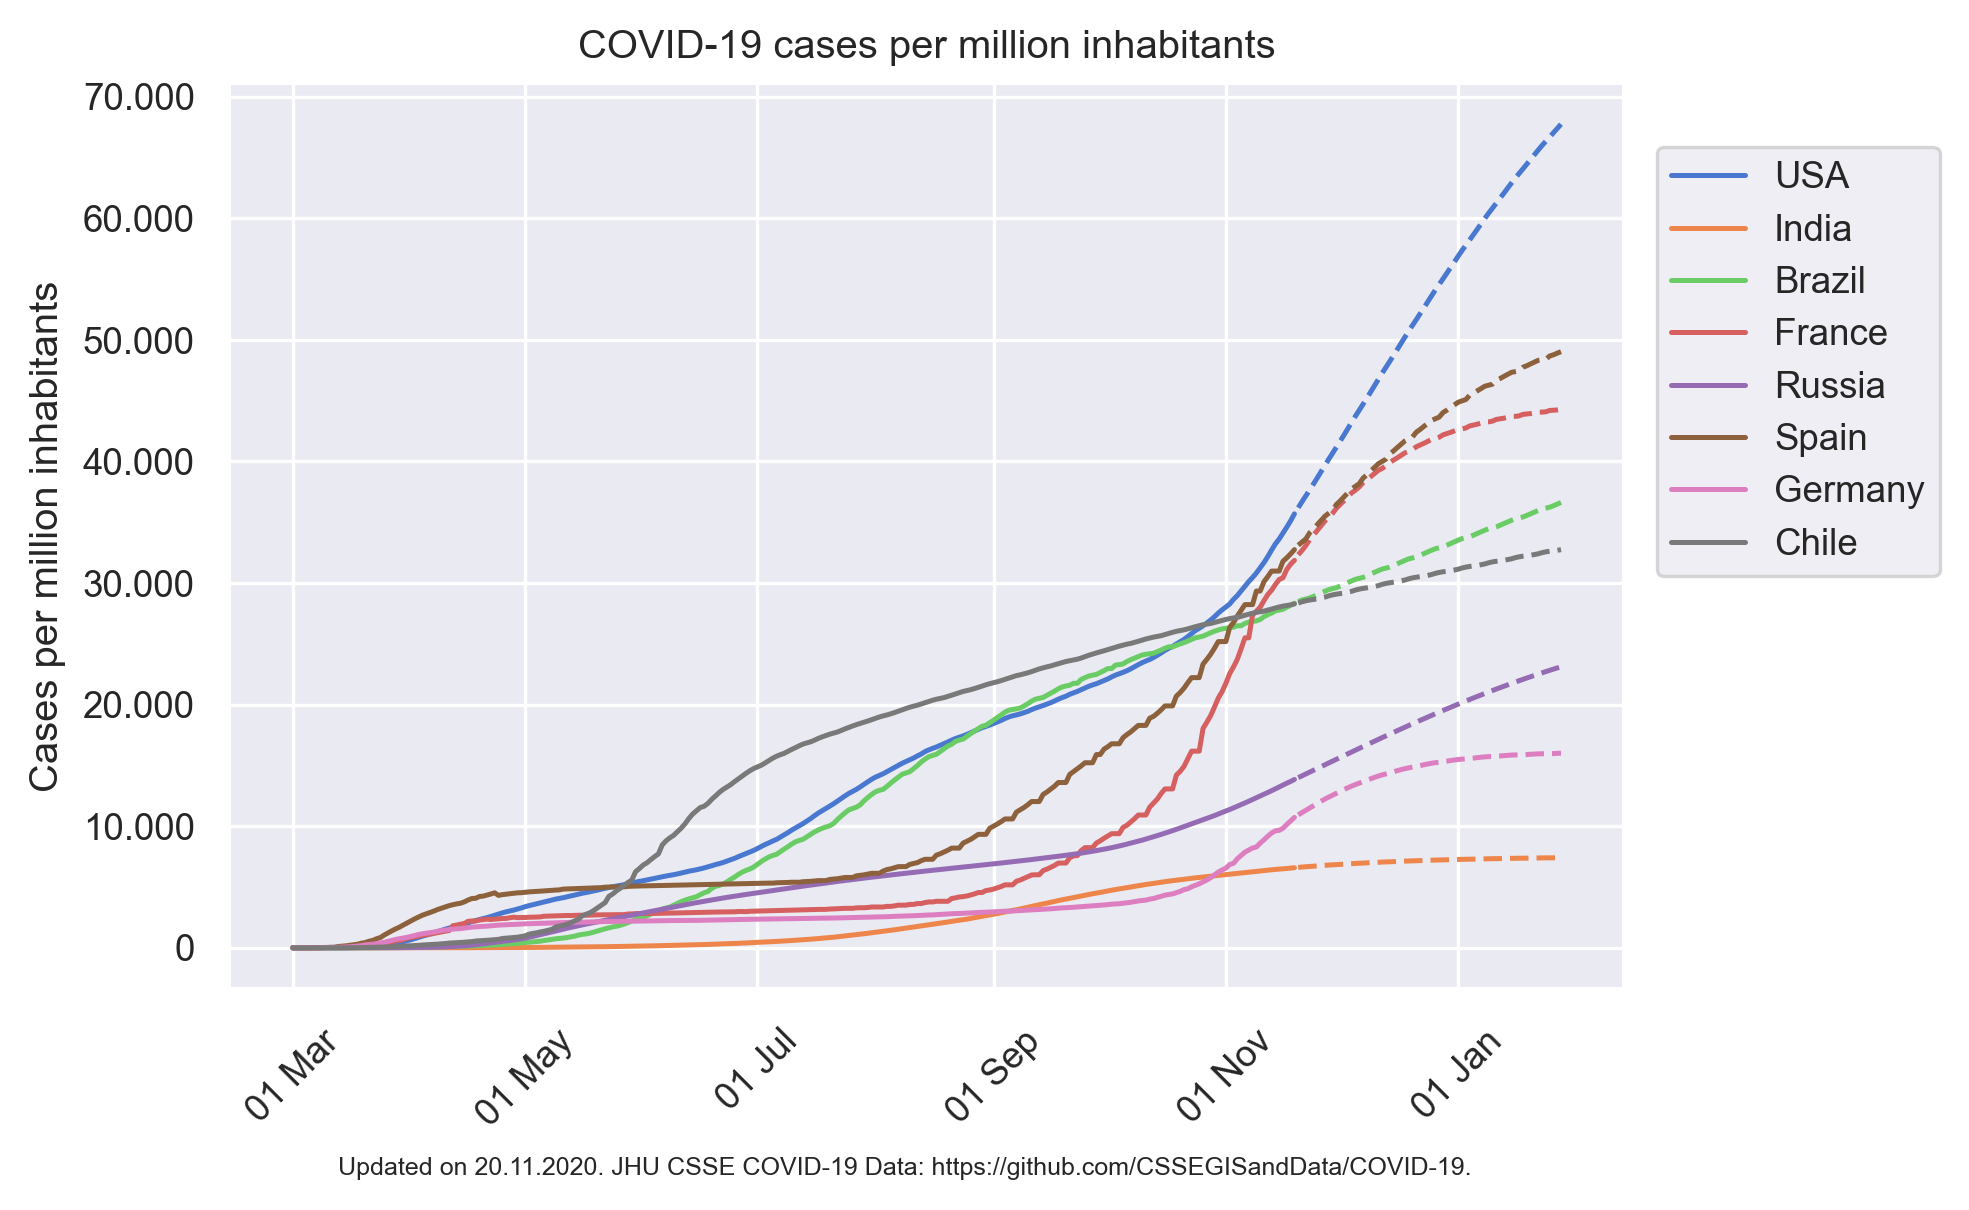 COVID-19 cases per million inhabitants
70.000
60.000
50.000
40.000
30.000
20.000
10.000
0
Cases per million inhabitants
01 Mar
01 May
01 Jul
01 Sep
01 Nov
01 Jan
USA
India
Brazil
France
Russia
Spain
Germany
Chile
Updated on 20.11.2020. JHU CSSE COVID-19 Data: https://github.com/CSSEGISandData/COVID-19.